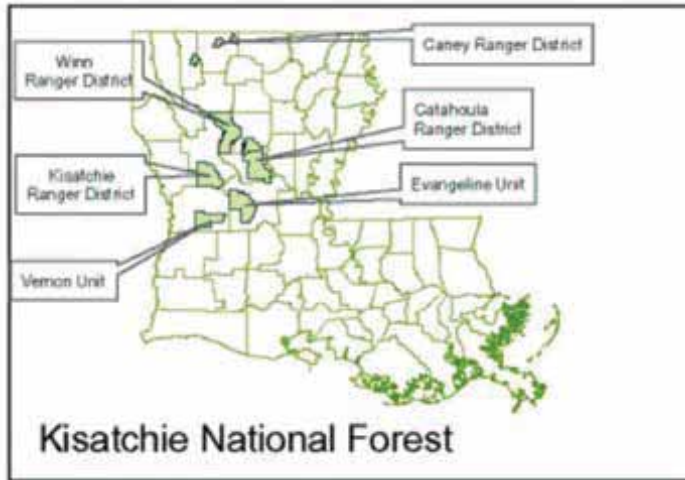 Winn
Ranger District
Caney Ranger District
Catahoula
Ranger District
Kisatchie
Ranger District
Evangeline Unit
Vernon Unit
Kisatchie National Forest